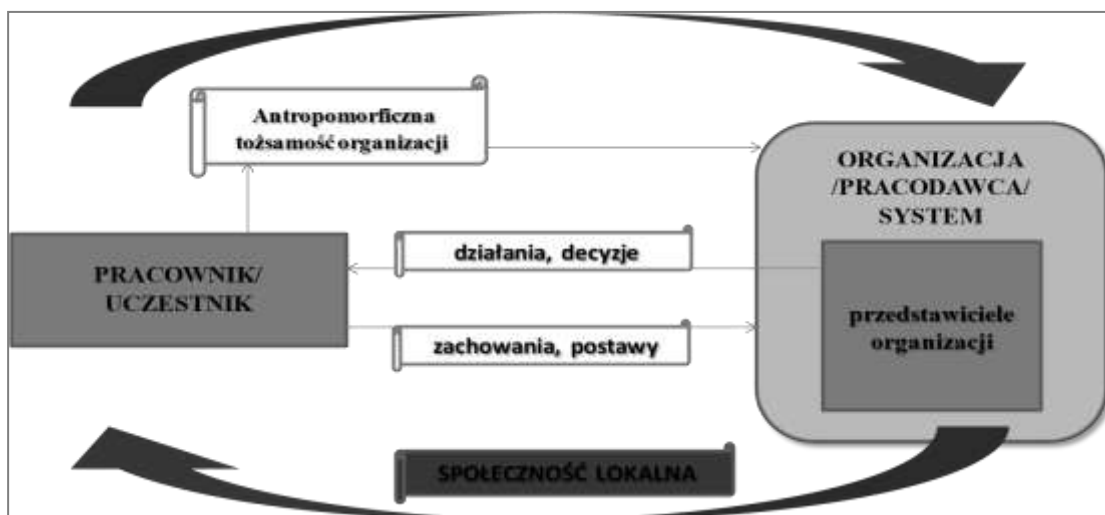 Antropomorficzna
tożsamość organizacji
ORGANIZACJA
/PRACODAWCA/
SYSTEM
działania, decyzje
PRACOWNIK/
UCZESTNIK
przedstawiciele
organizacji
zachowania, postawy
SPOŁECZNOŚĆ LOKALNA